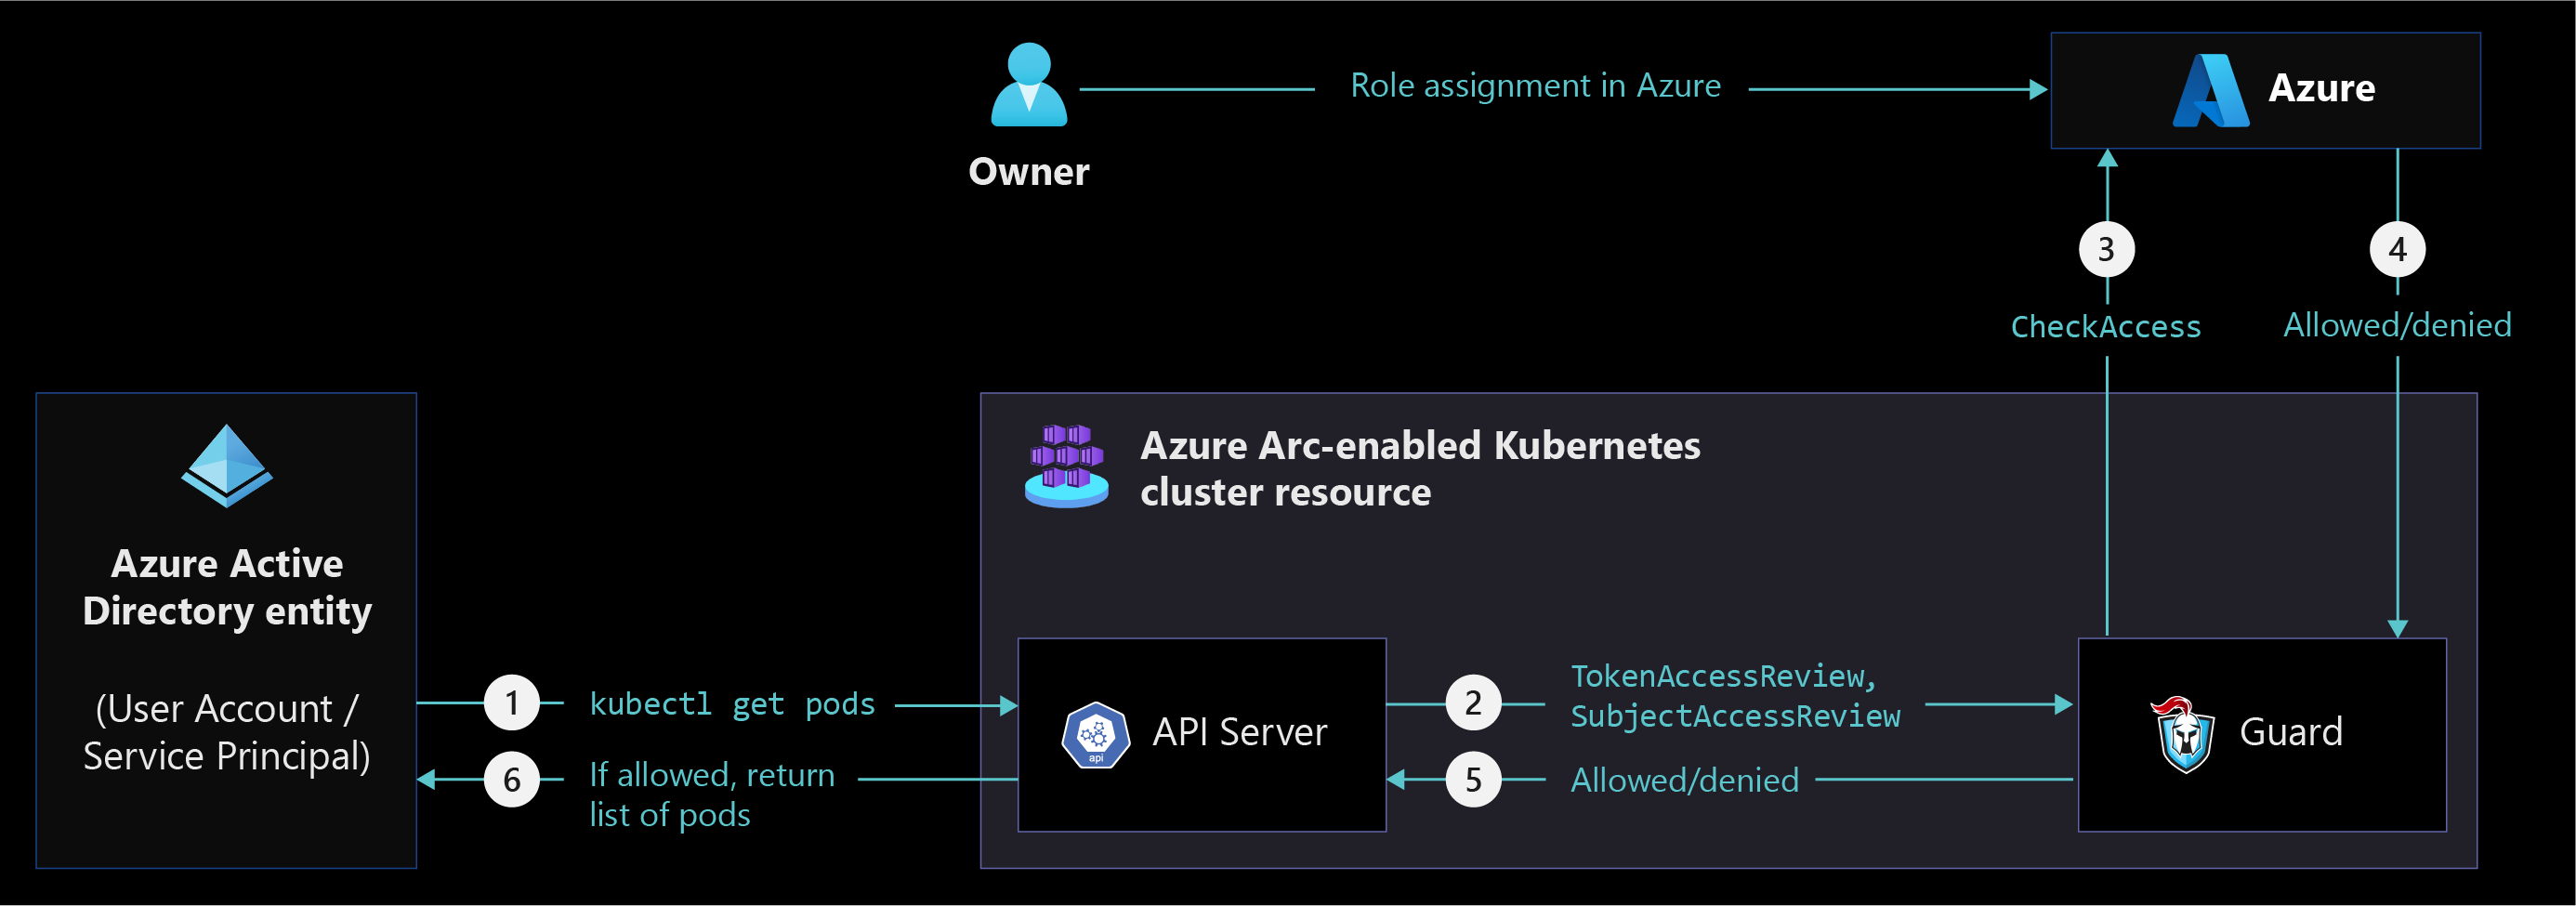 Role assignment in Azure
Azure
Owner
3
4
CheckAccess
Allowed/denied
Azure Arc-enabled Kubernetes
cluster resource
Azure Active
Directory entity
(User Account /
Service Principal)
1
kubectl get pods
6
If allowed, return
list of pods
api
API Server
2
TokenAccessReview,
SubjectAccessReview
5
Allowed/denied
Guard